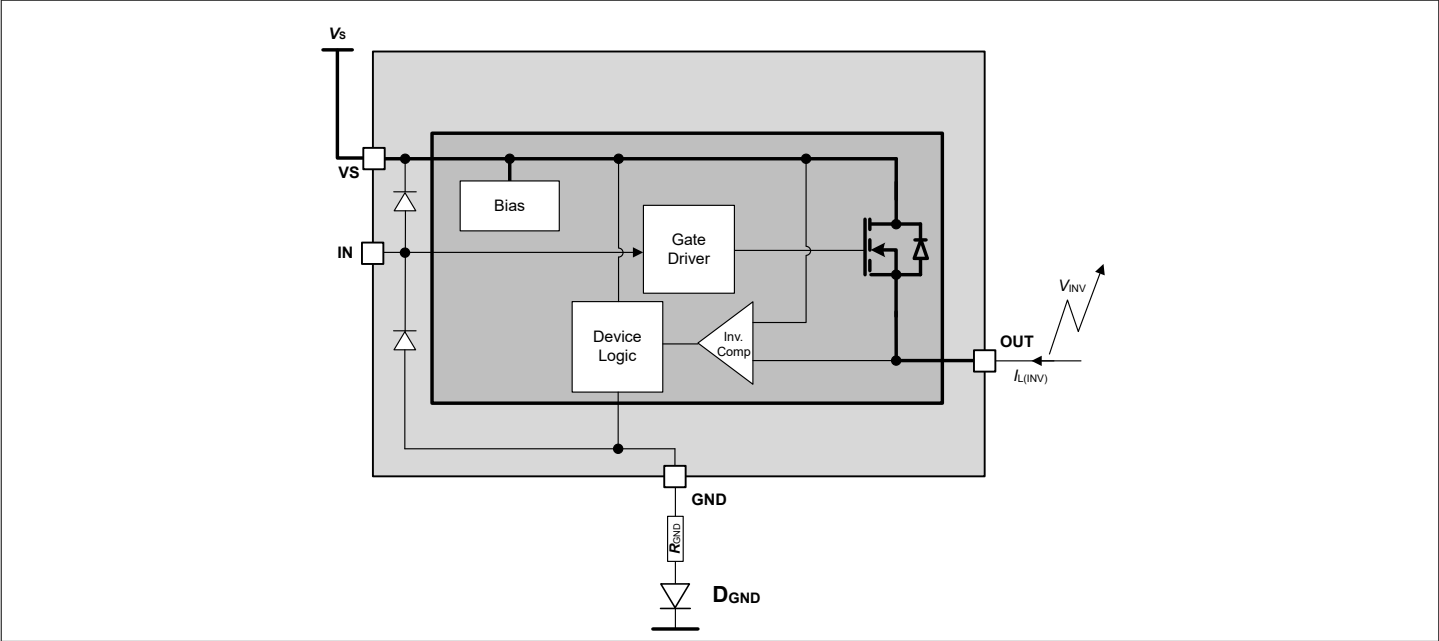 VS
VS
Bias
IN
Gate
Driver
VINV
Device
Logic
Inv.
Comp
OUT
IL(INV)
GND
RGND
DGND